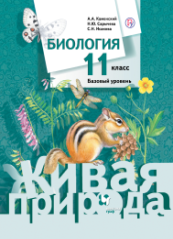 А.А. Каменский
Н.Ю. Сарычева
С.Н. Исакова
БИОЛОГИЯ
11 класс
Базовый уровень
живая
природа